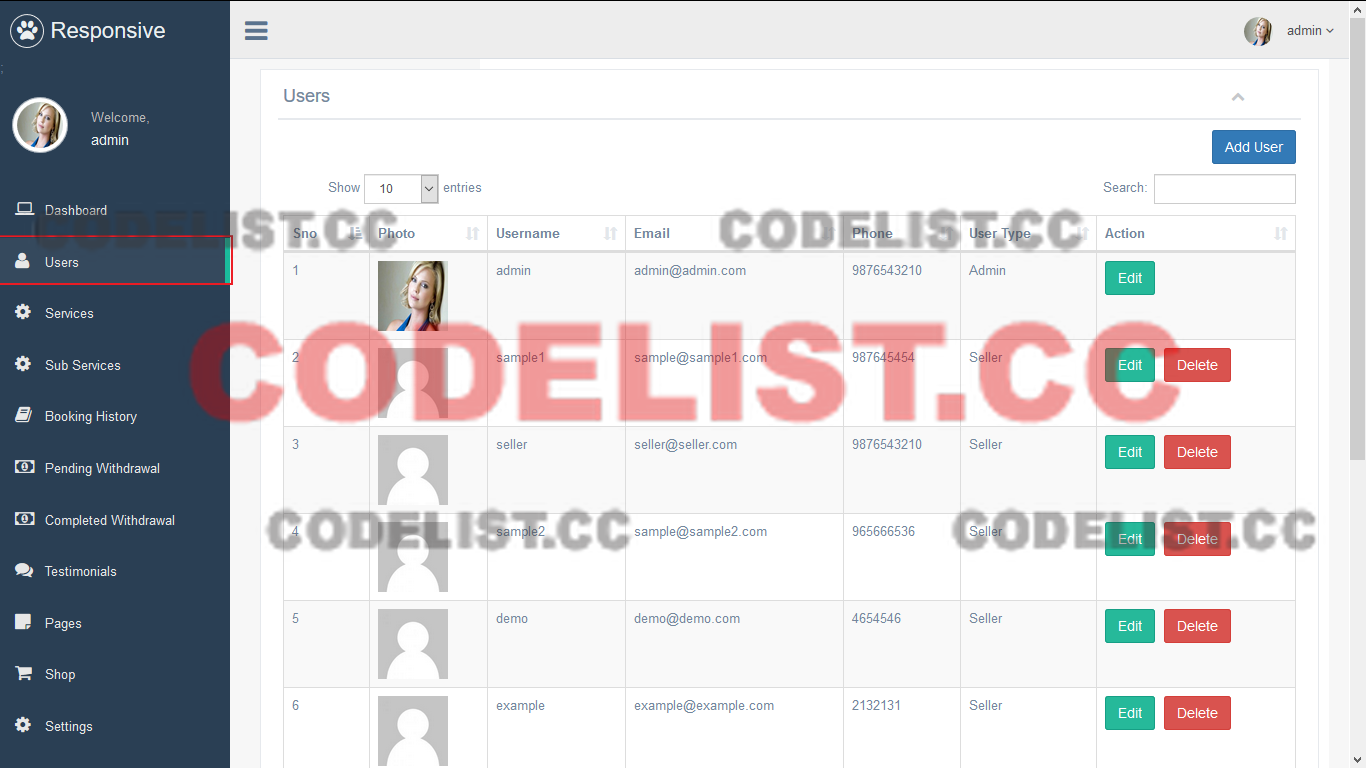 Responsive
admin
;
Welcome,
admin
Dashboard
Users
Services
Sub Services
Booking History
Pending Withdrawal
Completed Withdrawal
Testimonials
Pages
Shop
Settings
Users
Add User
Show 10 entries
Search:
Sno Photo Username Email Phone User Type Action
1 admin admin@admin.com 9876543210 Admin Edit
2 sample1 sample@sample1.com 987645454 Seller Edit Delete
3 seller seller@seller.com 9876543210 Seller Edit Delete
4 sample2 sample@sample2.com 965666536 Seller Edit Delete
5 demo demo@demo.com 4654546 Seller Edit Delete
6 example example@example.com 2132131 Seller Edit Delete
CODELIST.CC
CODELIST.CC
CODELIST.CC
CODELIST.CC
CODELIST.CC